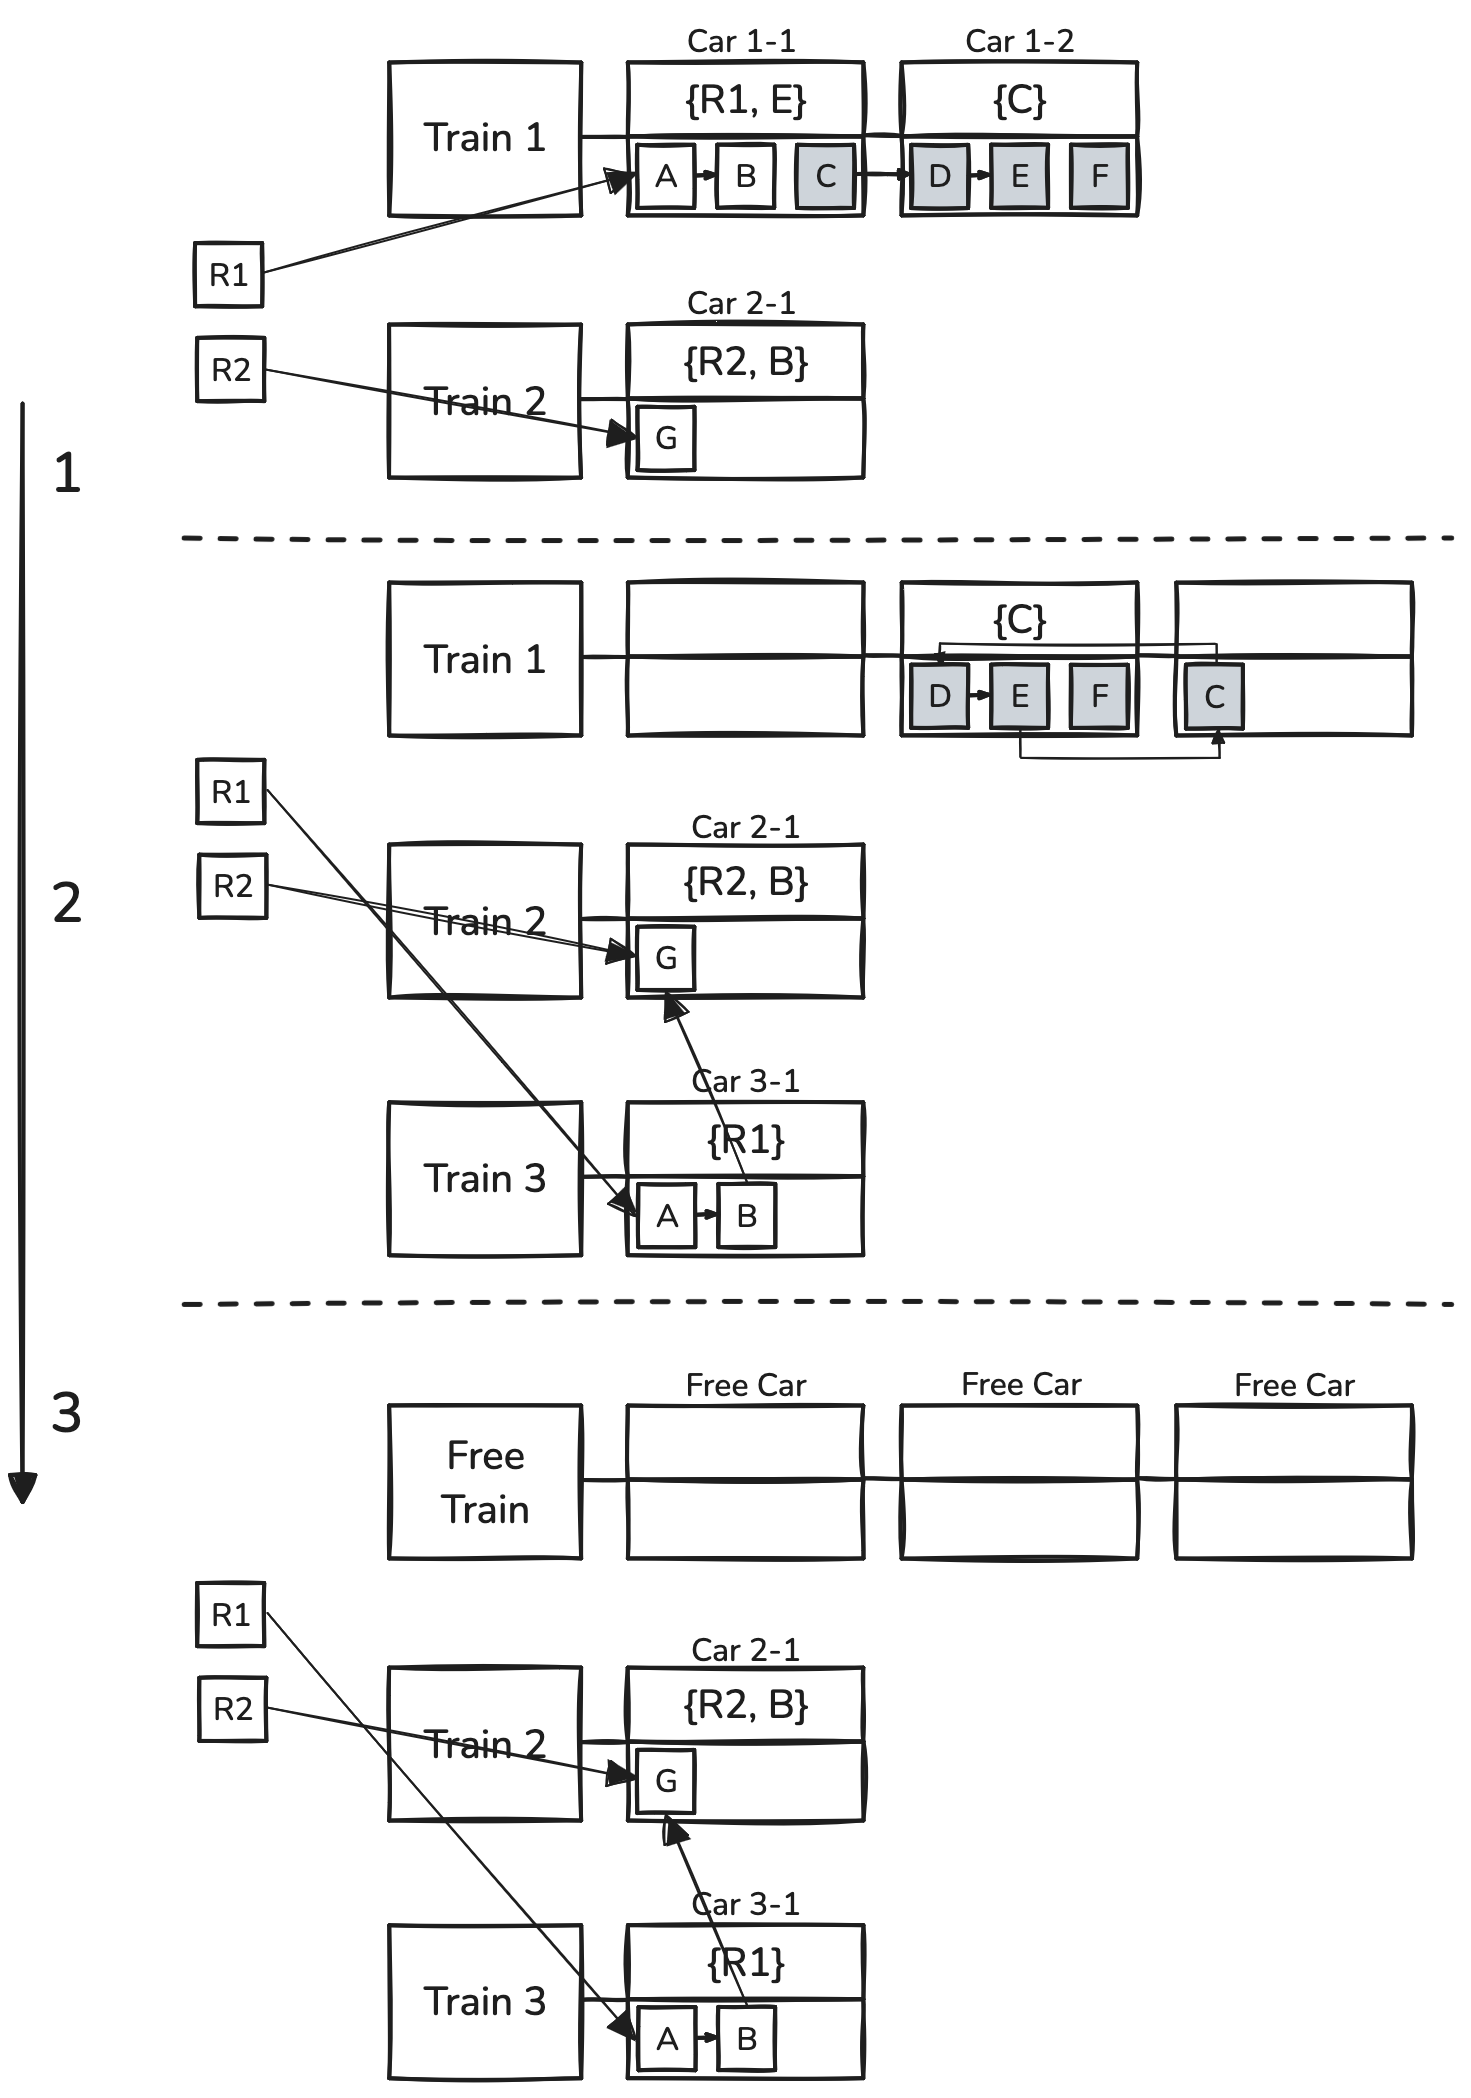 Car 1-1
Car 1-2
{R1, E}
{C}
Train 1
A
B
C
D
E
F
R1
Car 2-1
R2
{R2, B}
Train 2
G
1
{C}
Train 1
D
E
F
C
R1
Car 2-1
R2
{R2, B}
2
Train 2
G
Car 3-1
{R1}
Train 3
A
B
Free Car
Free Car
Free Car
3
Free
Train
R1
Car 2-1
R2
{R2, B}
Train 2
G
Car 3-1
{R1}
Train 3
A
B